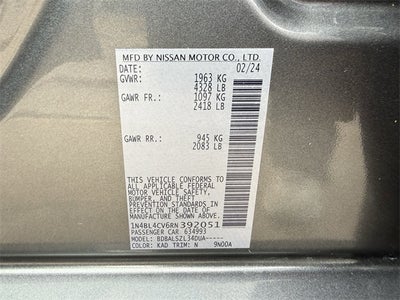 MFD BY NISSAN MOTOR CO., LTD
DATE: 02/24
GVWR: 1963 KG
4328 LB
GAWR FR.: 1097 KG
2418 LB
GAWR RR.: 945 KG
2083 LB
THIS VEHICLE CONFORMS TO ALL
APPLICABLE FEDERAL MOTOR
VEHICLE SAFETY,
BUMPER, AND THEFT
PREVENTION STANDARDS
IN EFFECT ON THE DATE OF
MANUFACTURE SHOWN ABOVE.
1N4BL4CV6RN392051
PASSENGER CAR 634993
MODEL: BDBALSZL34DUA-----
COLOR: KAD TRIM: N 9N00A